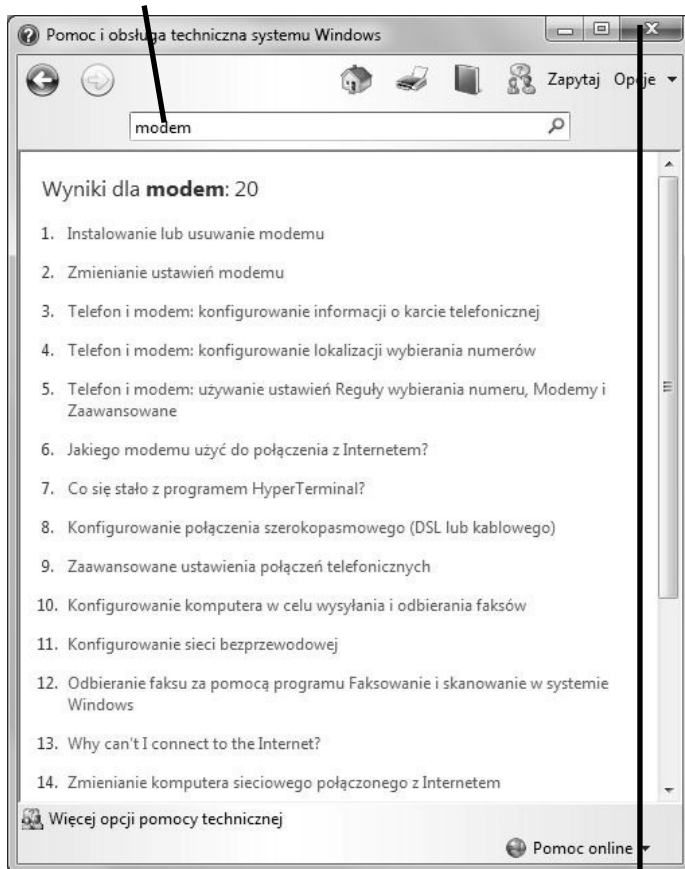 Pomoc i obsługa techniczna systemu Windows
Zapytaj Opcje
modem
Wyniki dla modem: 20
1. Instalowanie lub usuwanie modemu
2. Zmienianie ustawień modemu
3. Telefon i modem: konfigurowanie informacji o karcie telefonicznej
4. Telefon i modem: konfigurowanie lokalizacji wybierania numerów
5. Telefon i modem: używanie ustawień Reguły wybierania numeru, Modemy i
Zaawansowane
6. Jakiego modemu użyć do połączenia z Internetem?
7. Co się stało z programem HyperTerminal?
8. Konfigurowanie połączenia szerokopasmowego (DSL lub kablowego)
9. Zaawansowane ustawienia połączeń telefonicznych
10. Konfigurowanie komputera w celu wysyłania i odbierania faksów
11. Konfigurowanie sieci bezprzewodowej
12. Odbieranie faksu za pomocą programu Faksowanie i skanowanie w systemie
Windows
13. Why can't I connect to the Internet?
14. Zmienianie komputera sieciowego połączonego z Internetem
Więcej opcji pomocy technicznej
Pomoc online